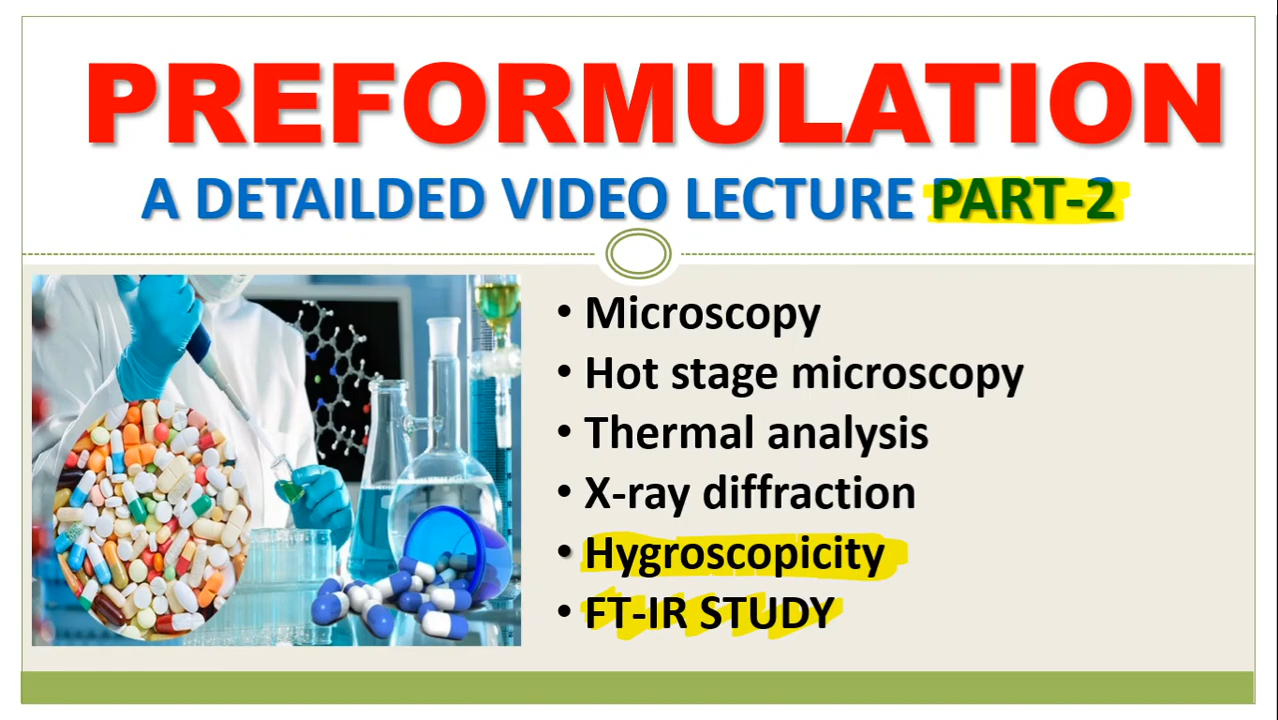 PREFORMULATION
A DETAILDED VIDEO LECTURE PART-2
• Microscopy
• Hot stage microscopy
• Thermal analysis
• X-ray diffraction
• Hygroscopicity
• FT-IR STUDY